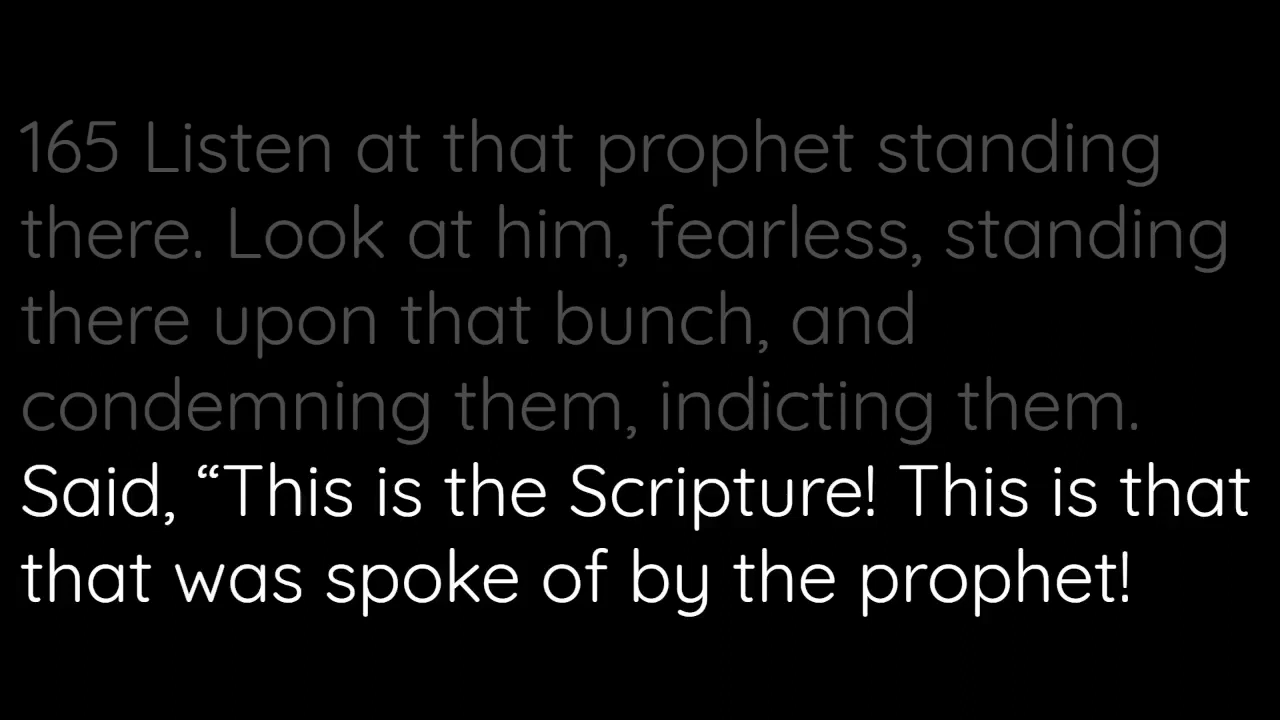 165 Listen at that prophet standing
there. Look at him, fearless, standing
there upon that bunch, and
condemning them, indicting them.
Said, “This is the Scripture! This is that
that was spoke of by the prophet!